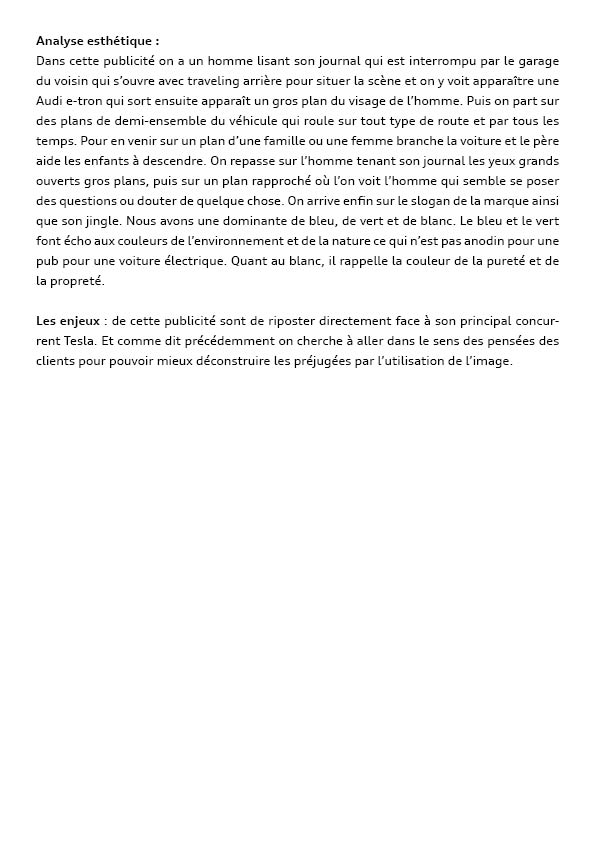 Analyse esthétique :
Dans cette publicité on a un homme lisant son journal qui est interrompu par le garage
du voisin qui s’ouvre avec traveling arrière pour situer la scène et on y voit apparaître une
Audi e-tron qui sort ensuite apparaît un gros plan du visage de l’homme. Puis on part sur
des plans de demi-ensemble du véhicule qui roule sur tout type de route et par tous les
temps. Pour en venir sur un plan d’une famille ou une femme branche la voiture et le père
aide les enfants à descendre. On repasse sur l’homme tenant son journal les yeux grands
ouverts gros plans, puis sur un plan rapproché où l’on voit l’homme qui semble se poser
des questions ou douter de quelque chose. On arrive enfin sur le slogan de la marque ainsi
que son jingle. Nous avons une dominante de bleu, de vert et de blanc. Le bleu et le vert
font écho aux couleurs de l’environnement et de la nature ce qui n’est pas anodin pour une
pub pour une voiture électrique. Quant au blanc, il rappelle la couleur de la pureté et de
la propreté.
Les enjeux : de cette publicité sont de riposter directement face à son principal concur-
rent Tesla. Et comme dit précédemment on cherche à aller dans le sens des pensées des
clients pour pouvoir mieux déconstruire les préjugées par l’utilisation de l’image.